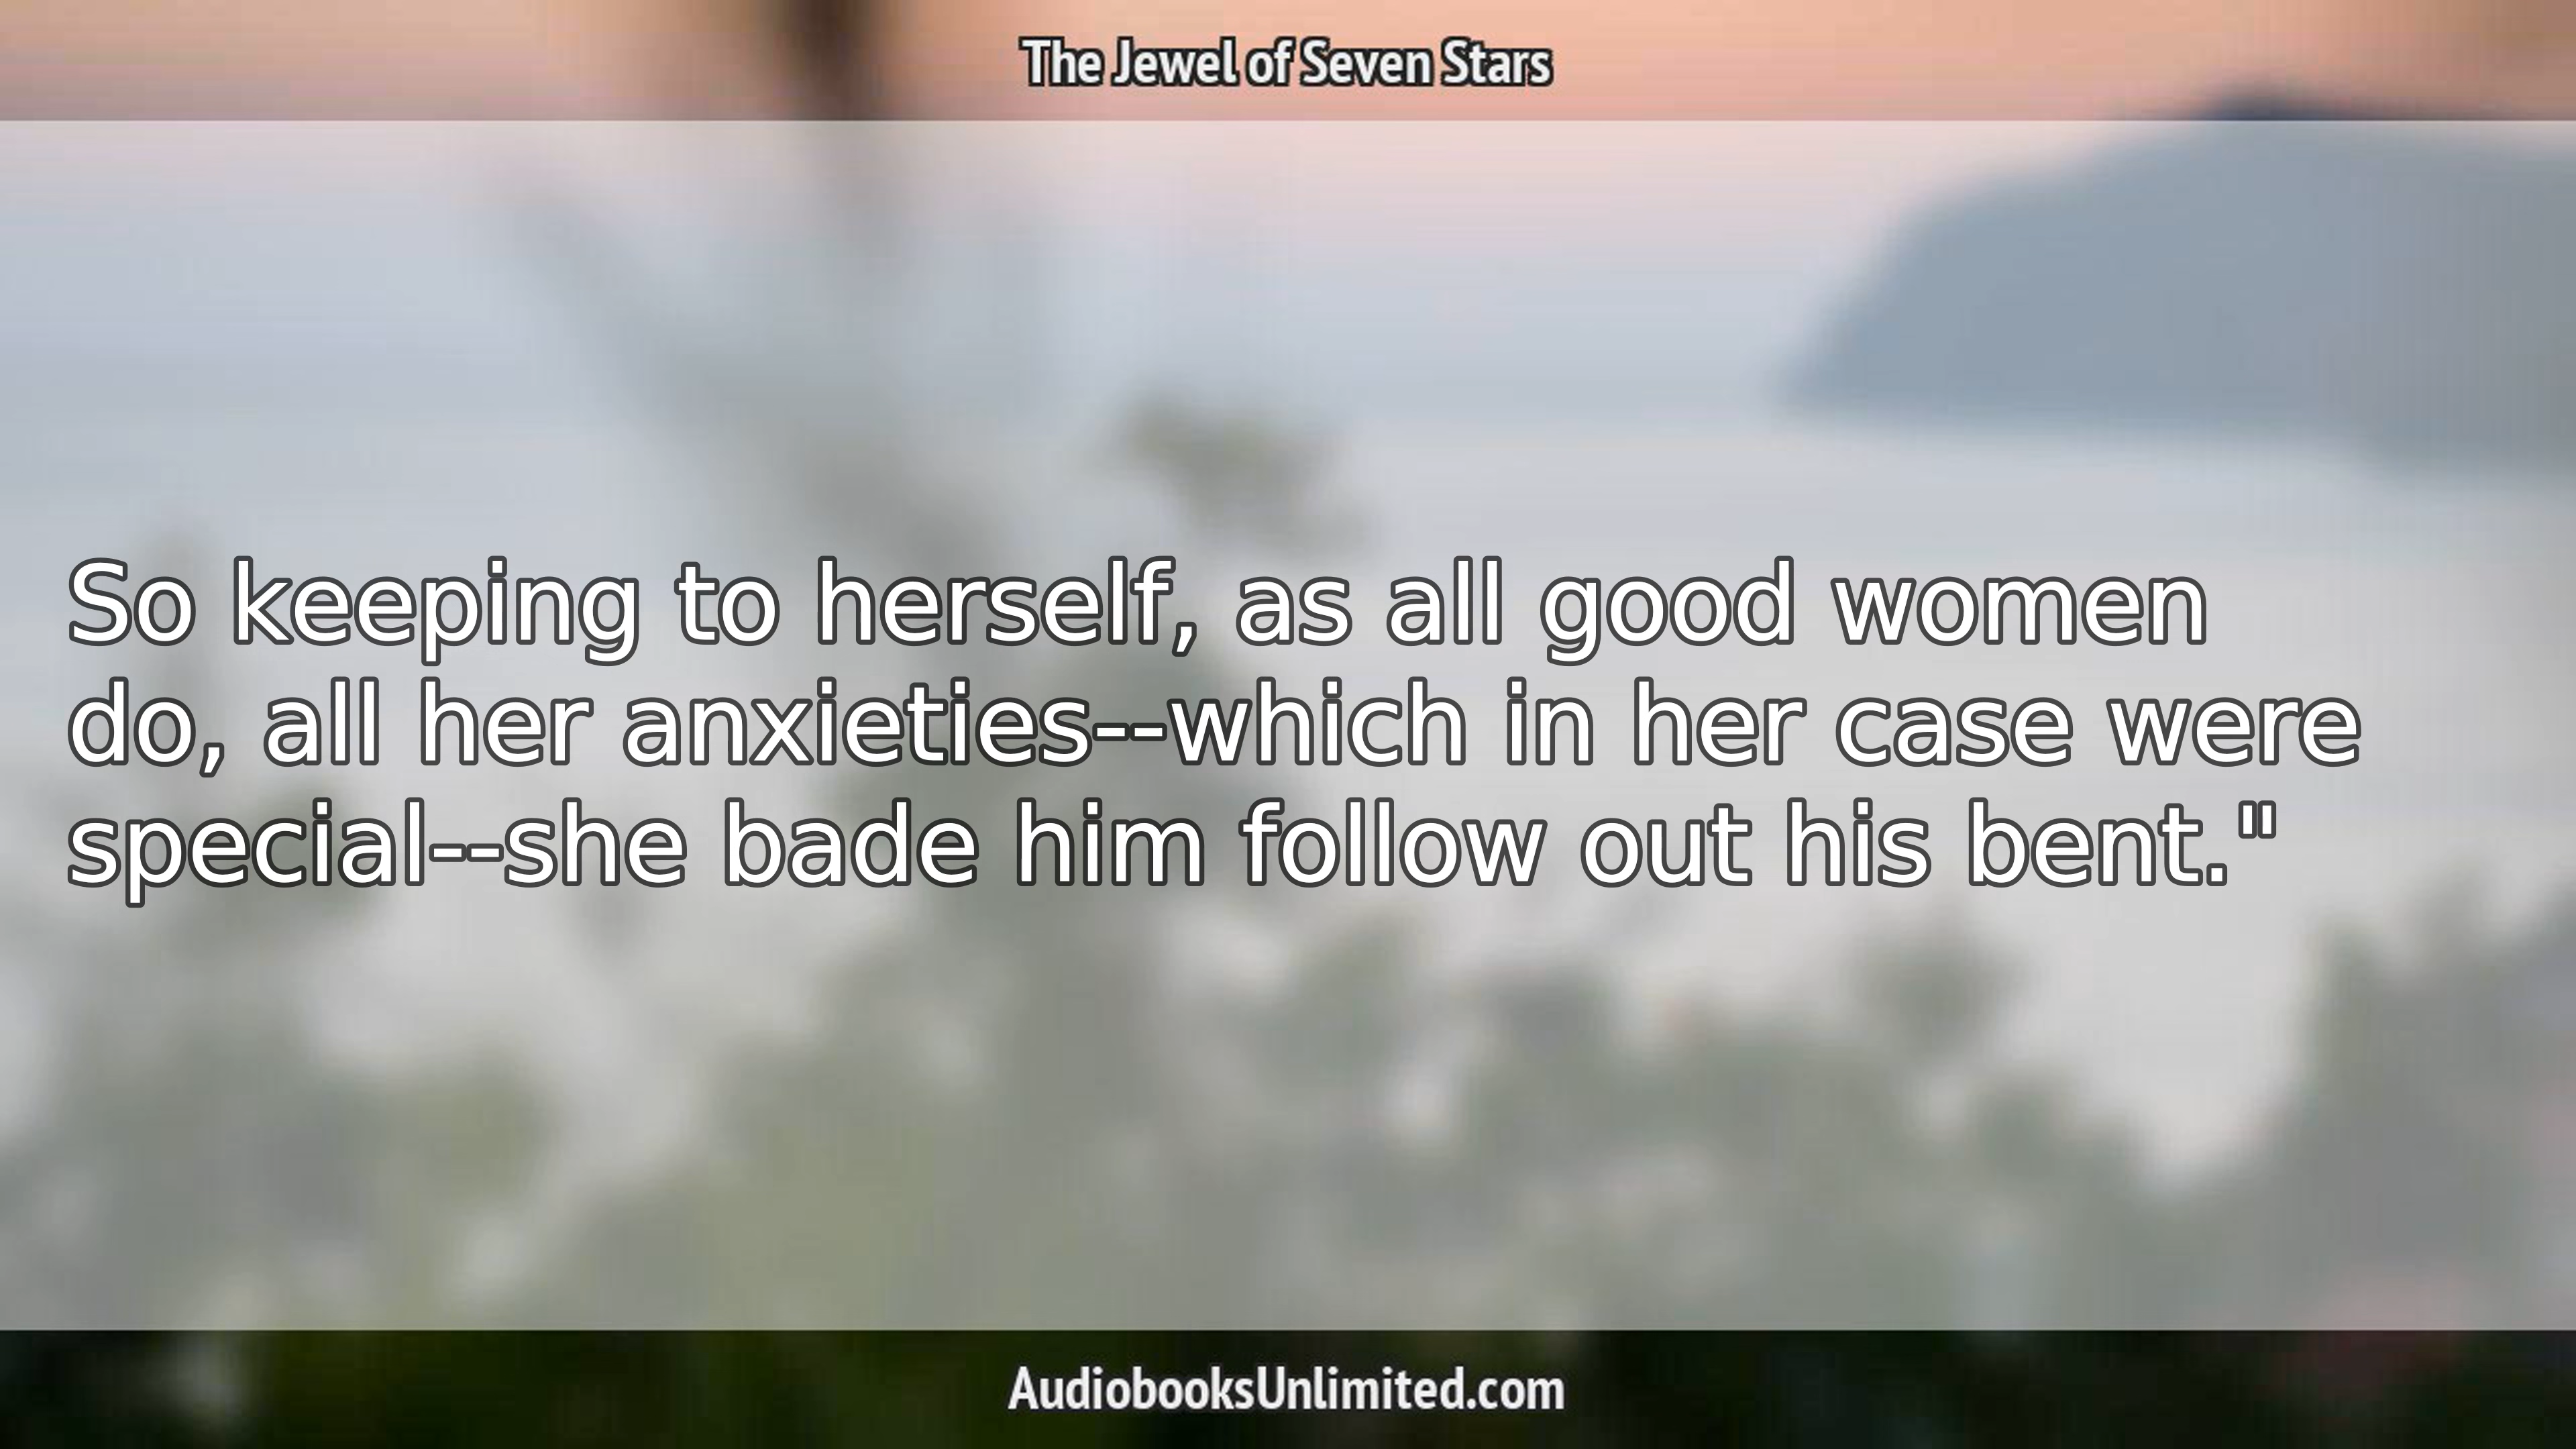 The Jewel of Seven Stars
So keeping to herself, as all good women
do, all her anxieties--which in her case were
special--she bade him follow out his bent."
AudiobooksUnlimited.com